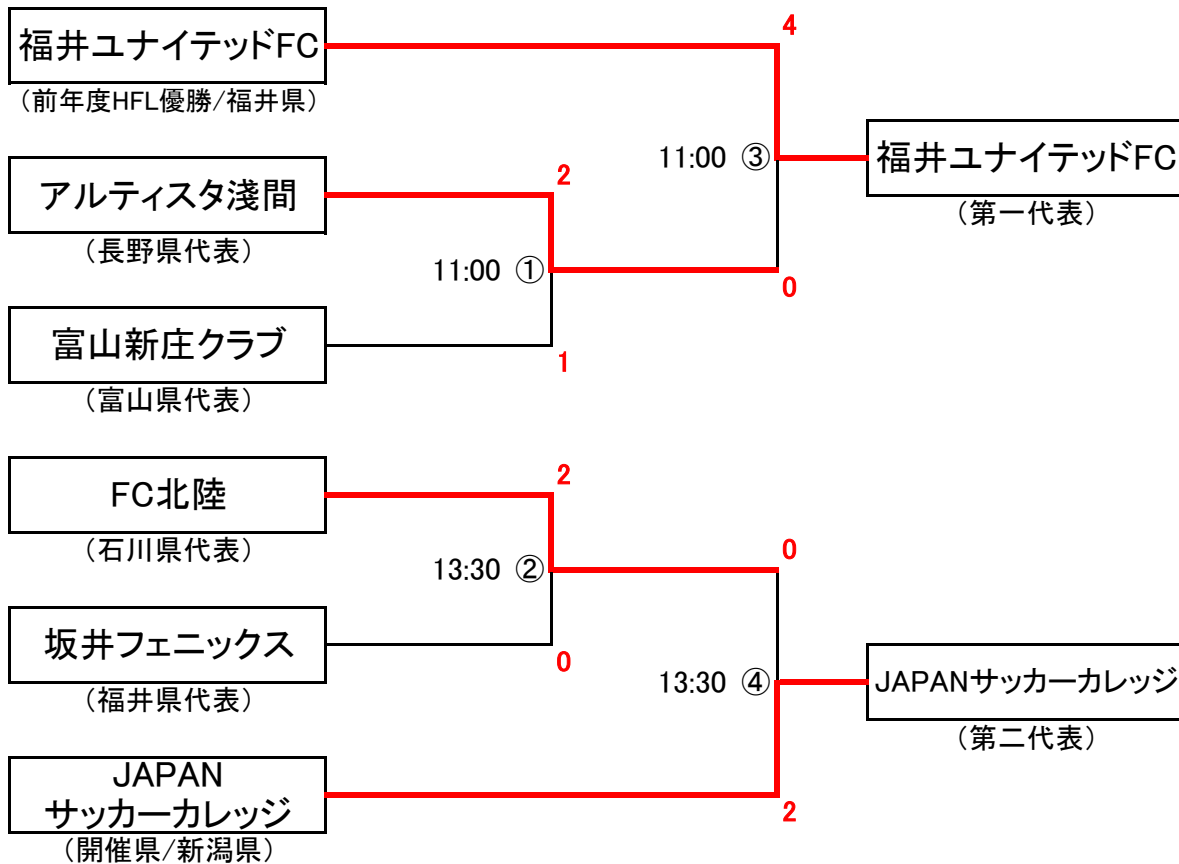 福井ユナイテッドFC
（前年度HFL優勝/福井県）
アルティスタ淺間
（長野県代表）
富山新庄クラブ
（富山県代表）
FC北陸
（石川県代表）
坂井フェニックス
（福井県代表）
JAPAN
サッカーカレッジ
（開催県/新潟県）
2
11:00 ①
1
2
13:30 ②
0
4
11:00 ③
0
0
13:30 ④
2
福井ユナイテッドFC
（第一代表）
JAPANサッカーカレッジ
（第二代表）